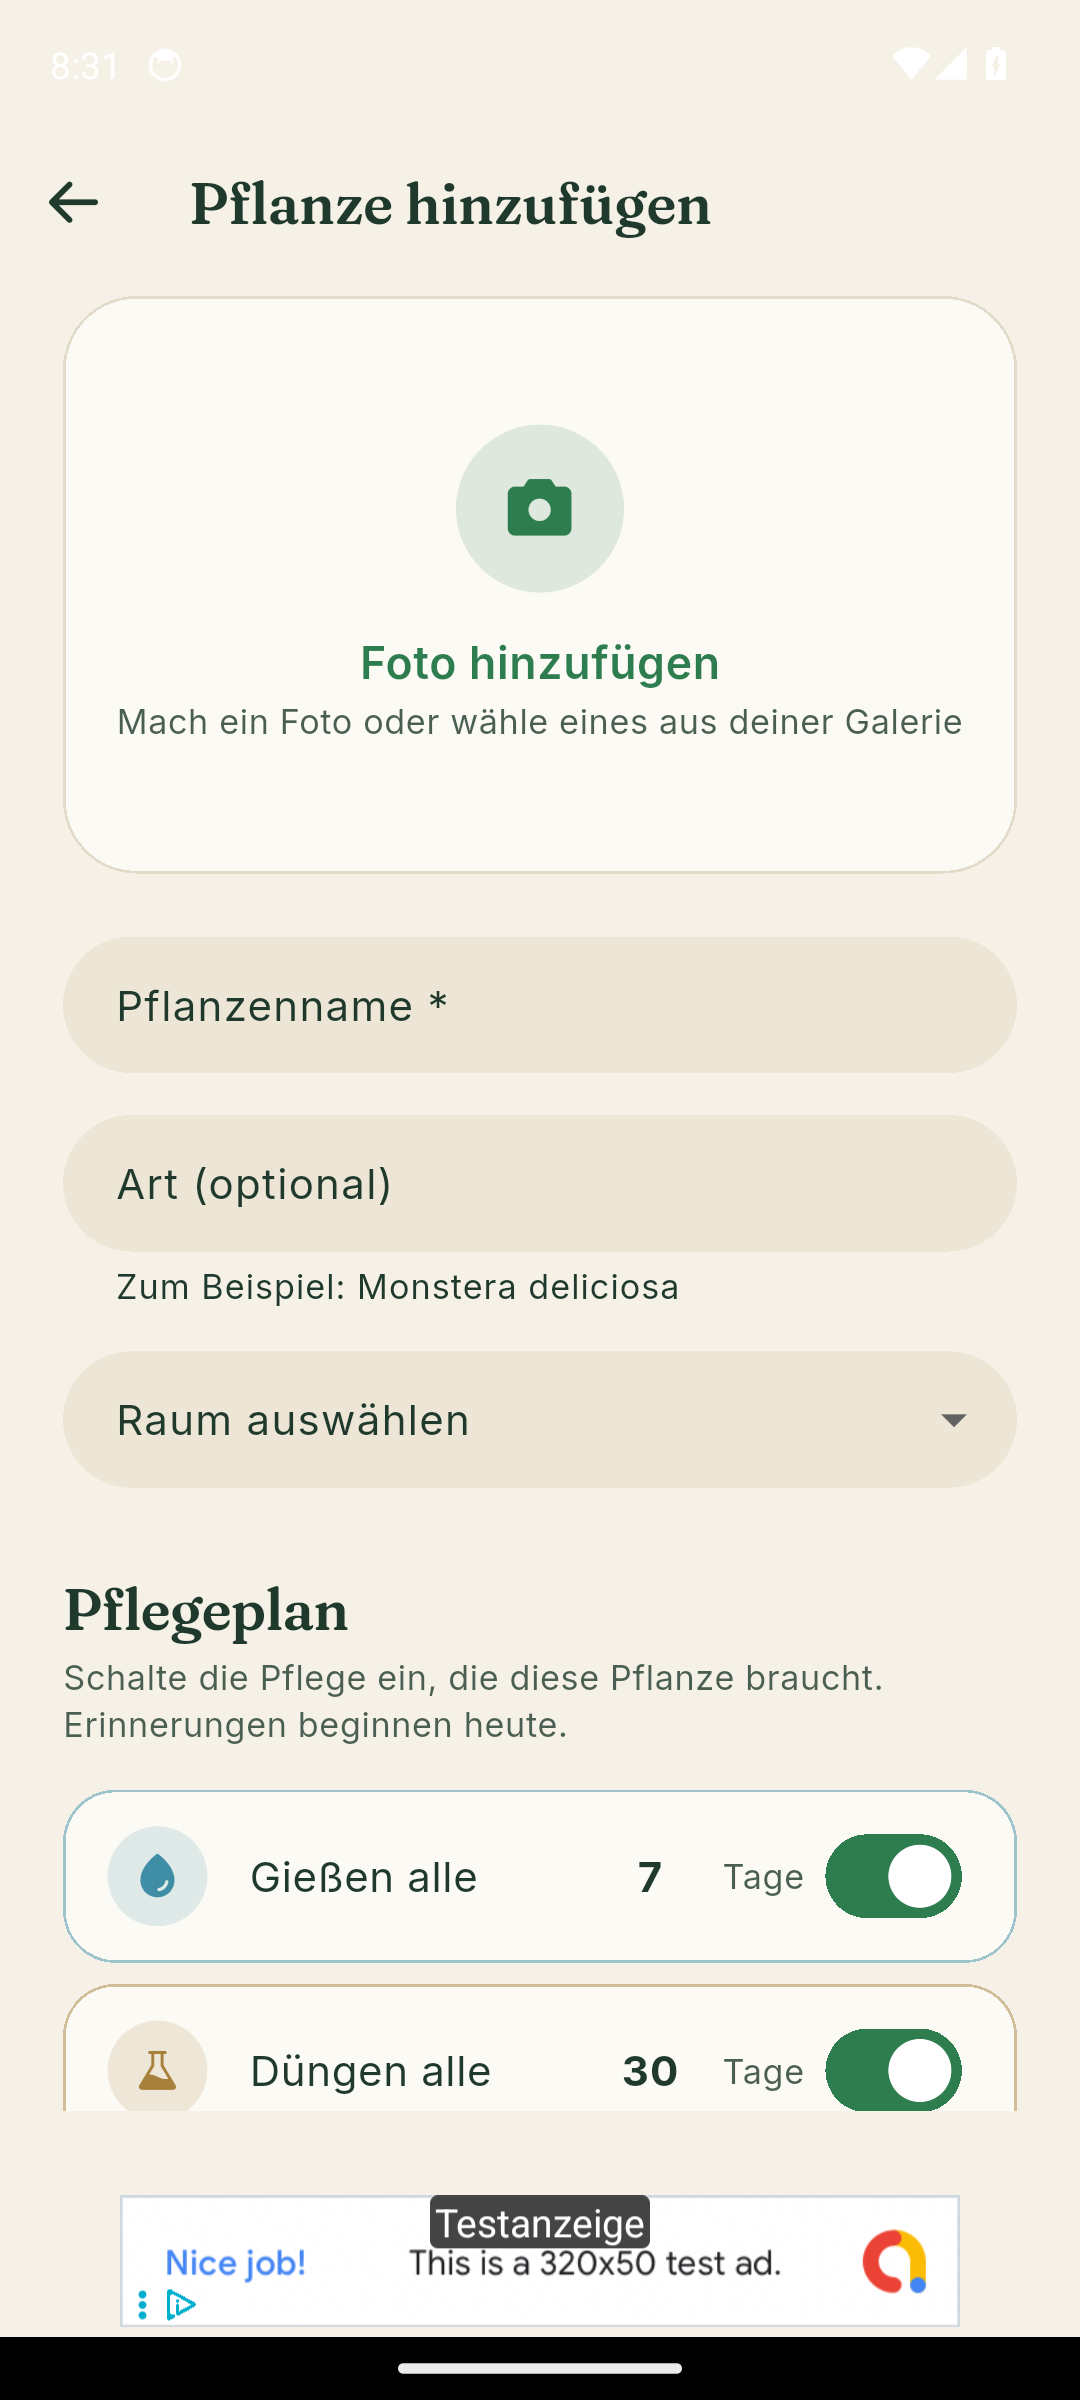 8:31
Pflanze hinzufügen
Foto hinzufügen
Mach ein Foto oder wähle eines aus deiner Galerie
Pflanzenname *
Art (optional)
Zum Beispiel: Monstera deliciosa
Raum auswählen
Pflegeplan
Schalte die Pflege ein, die diese Pflanze braucht.
Erinnerungen beginnen heute.
Gießen alle 7 Tage
Düngen alle 30 Tage
Testanzeige
Nice job! This is a 320x50 test ad.